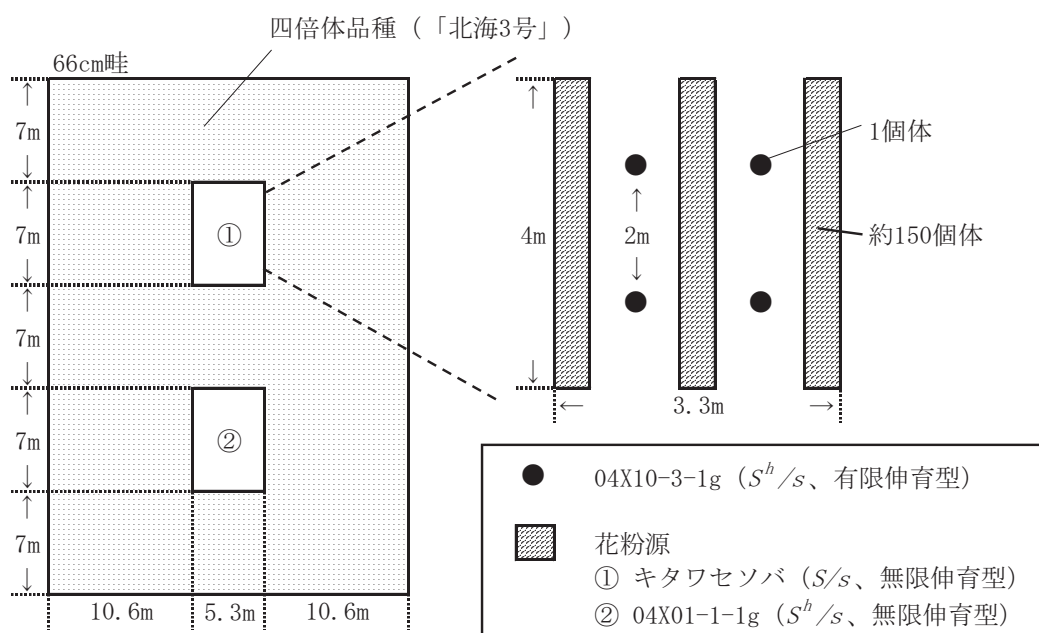 四倍体品種（「北海3号」）
66cm畦
7m
7m
7m
7m
7m
①
②
10.6m
5.3m
10.6m
4m
2m
3.3m
1個体
約150個体
04X10-3-1g（S^h/s、有限伸育型）
花粉源
① キタワセソバ（S/s、無限伸育型）
② 04X01-1-1g（S^h/s、無限伸育型）